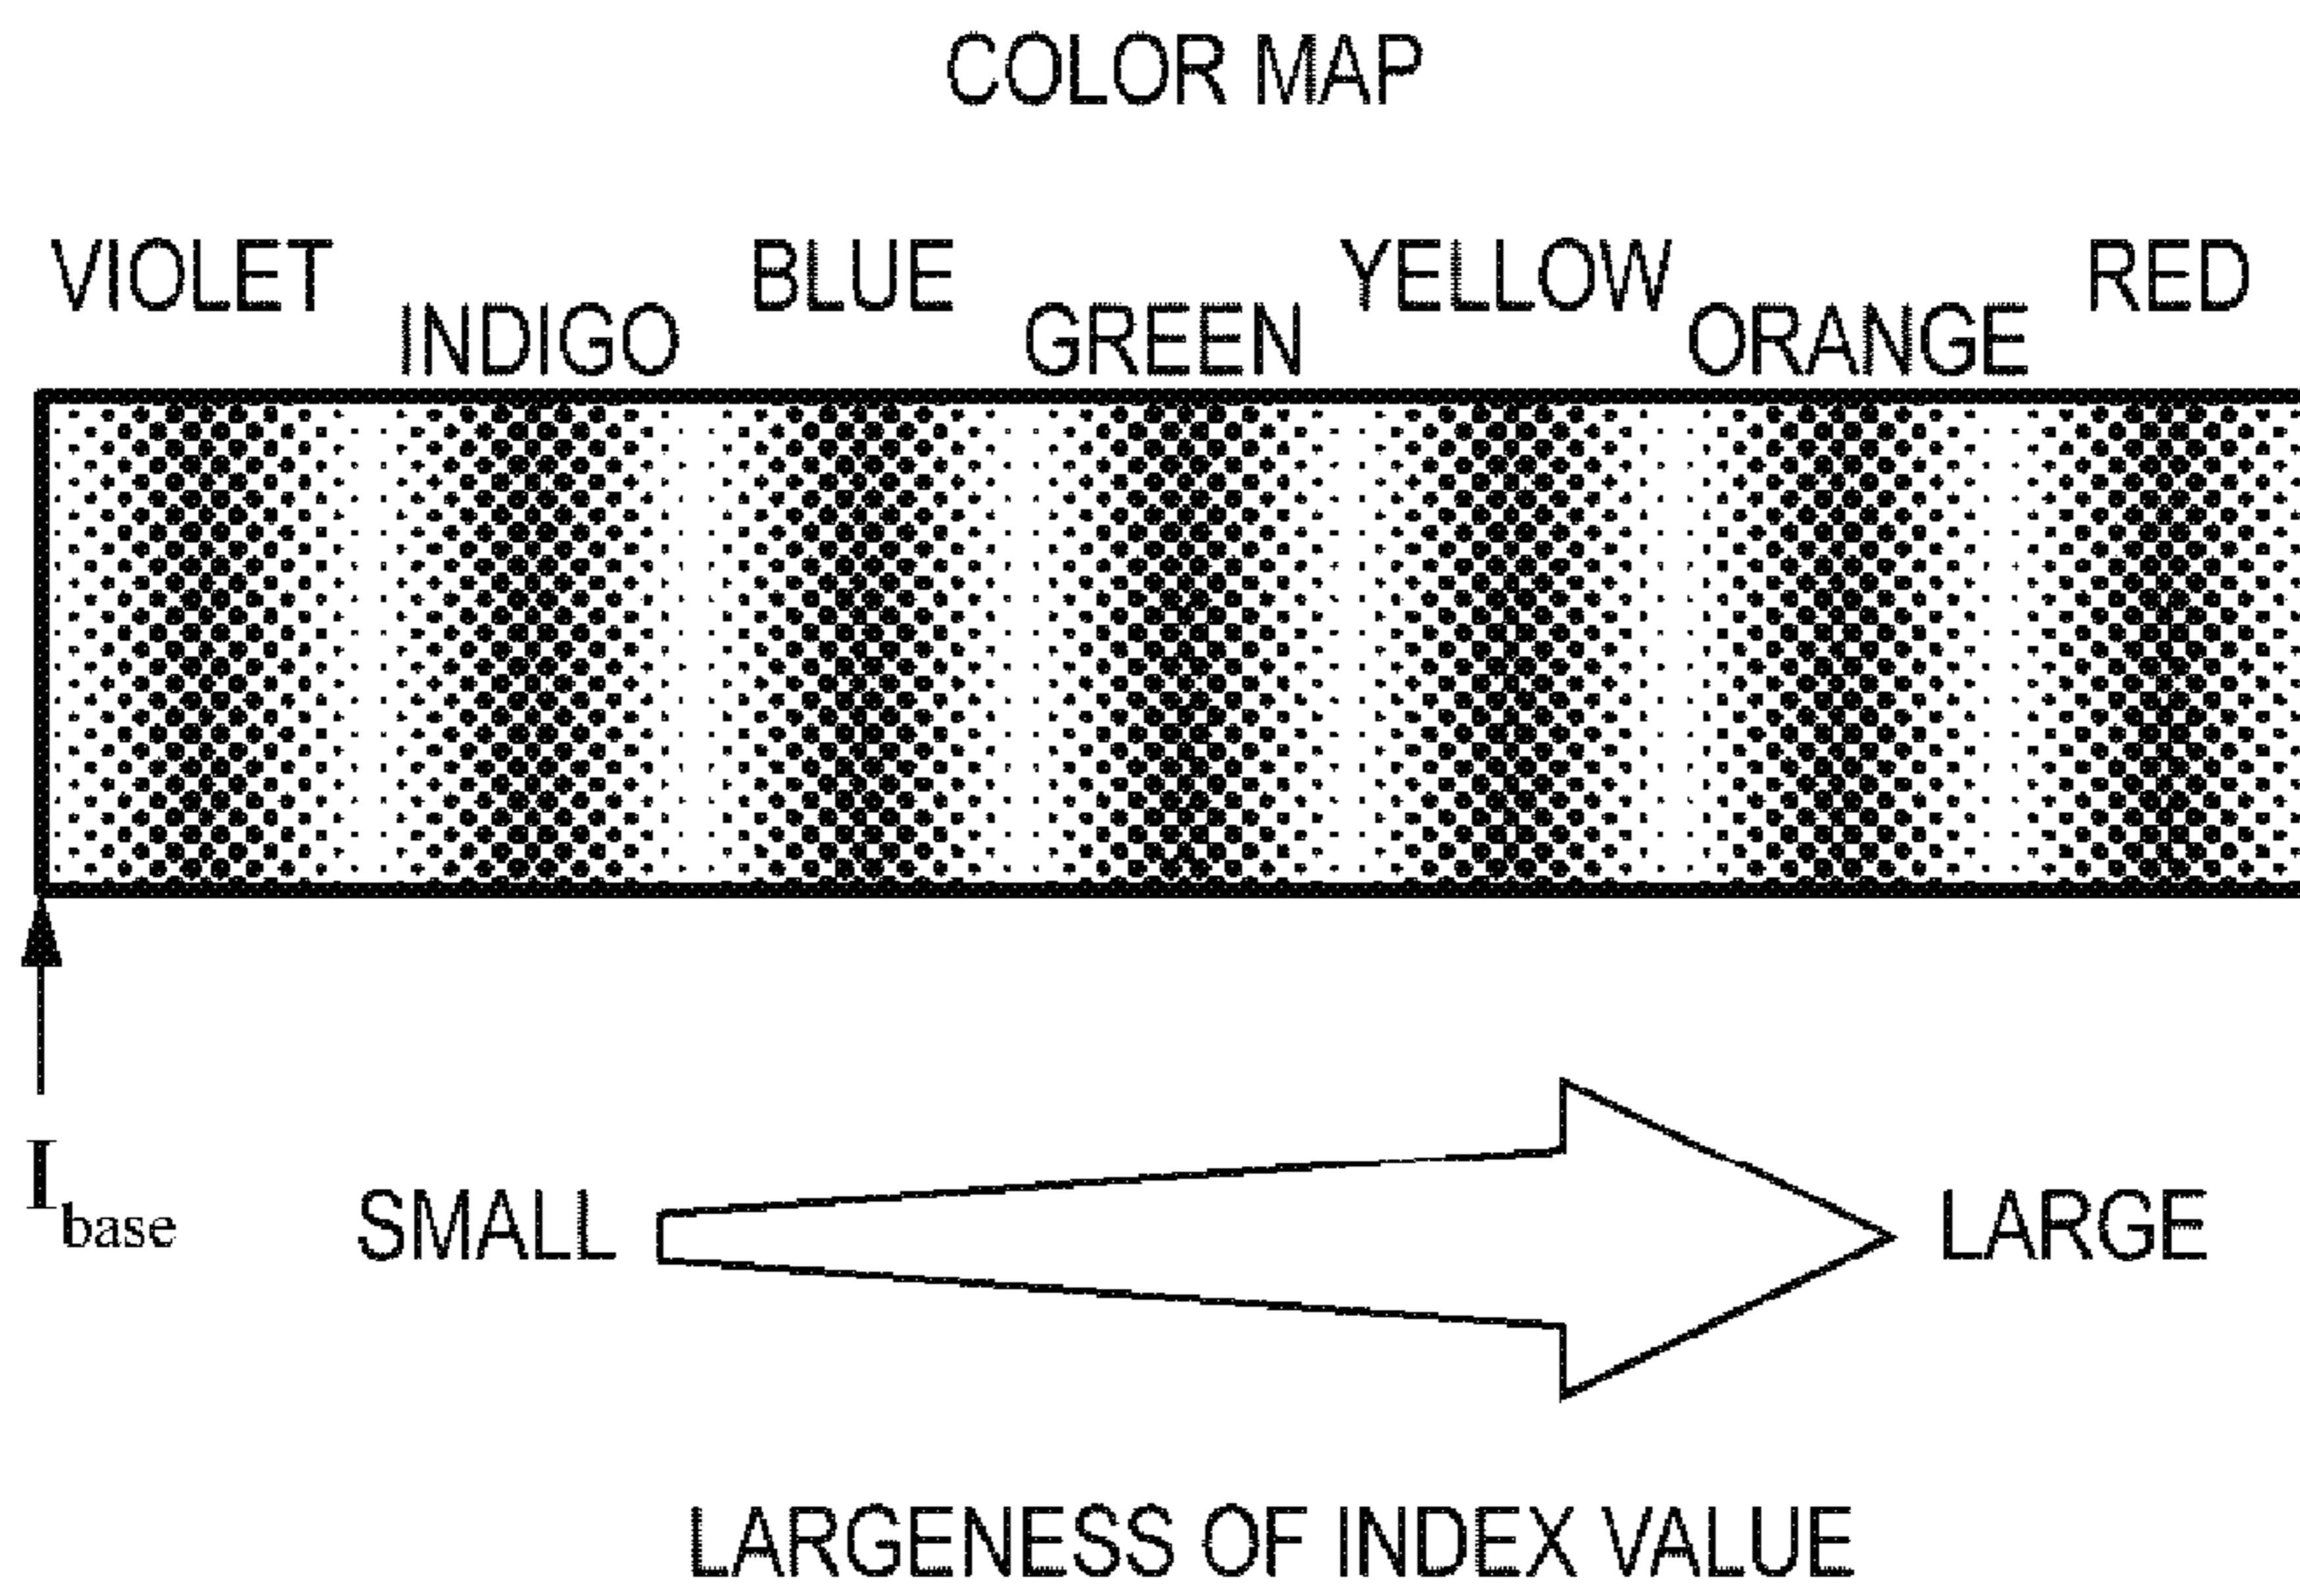 COLOR MAP
VIOLET BLUE YELLOW RED
INDIGO GREEN ORANGE
I base
SMALL LARGE
LARGENESS OF INDEX VALUE